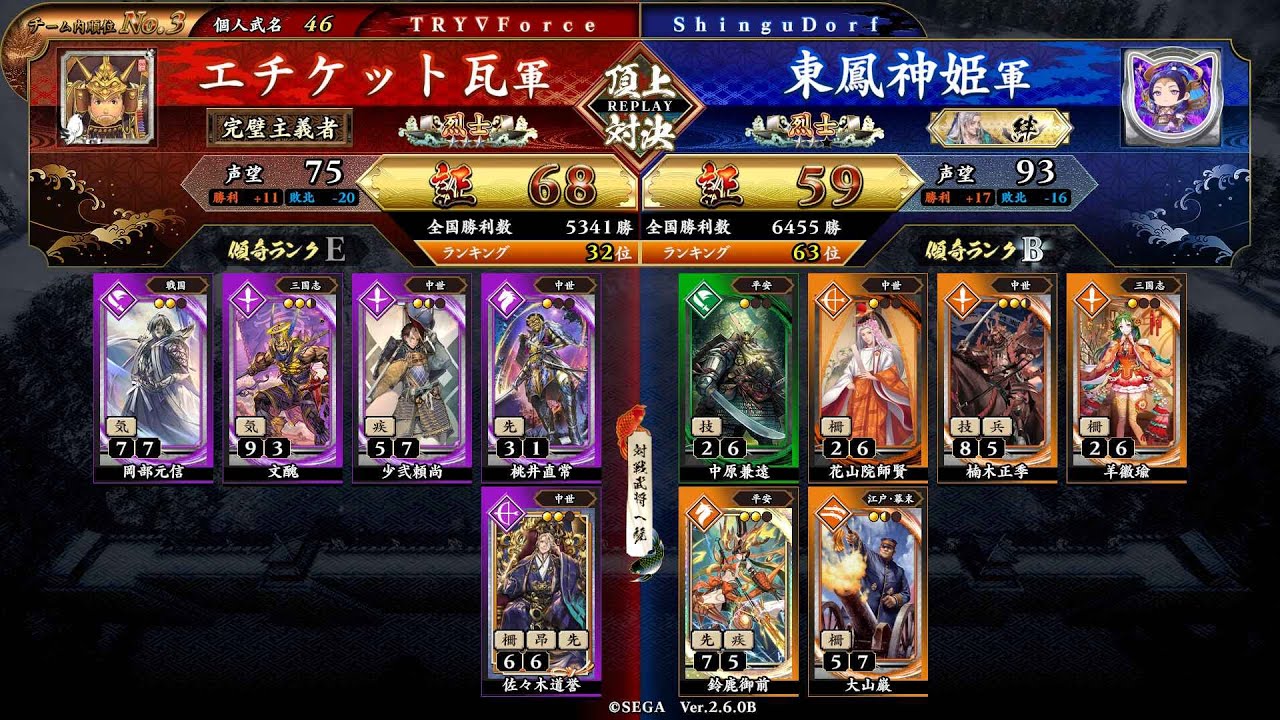 チーム内順位 No.3
個人武名 46
TRY∇Force
ShinguDorf
エチケット瓦軍
頂上
REPLAY
対決
東鳳神姫軍
完璧主義者
烈士
烈士
絆
声望 75
勝利 +11 敗北 -20
証 68
証 59
声望 93
勝利 +17 敗北 -16
全国勝利数 5341勝
全国勝利数 6455勝
傾奇ランク E
ランキング 32位
ランキング 63位
傾奇ランク B
戦国
気
7 7
岡部元信
三国志
気
9 3
文醜
中世
疾
5 7
少弐頼尚
中世
先
3 1
桃井直常
対戦武将一覧
平安
技
2 6
中原兼遠
中世
柵
2 6
花山院師賢
中世
技 兵
8 5
楠木正季
三国志
神
柵
2 6
羊徽瑜
中世
柵 昂 先
6 6
佐々木道誉
平安
先 疾
7 5
鈴鹿御前
江戸・幕末
柵
5 7
大山巌
©SEGA Ver.2.6.0B